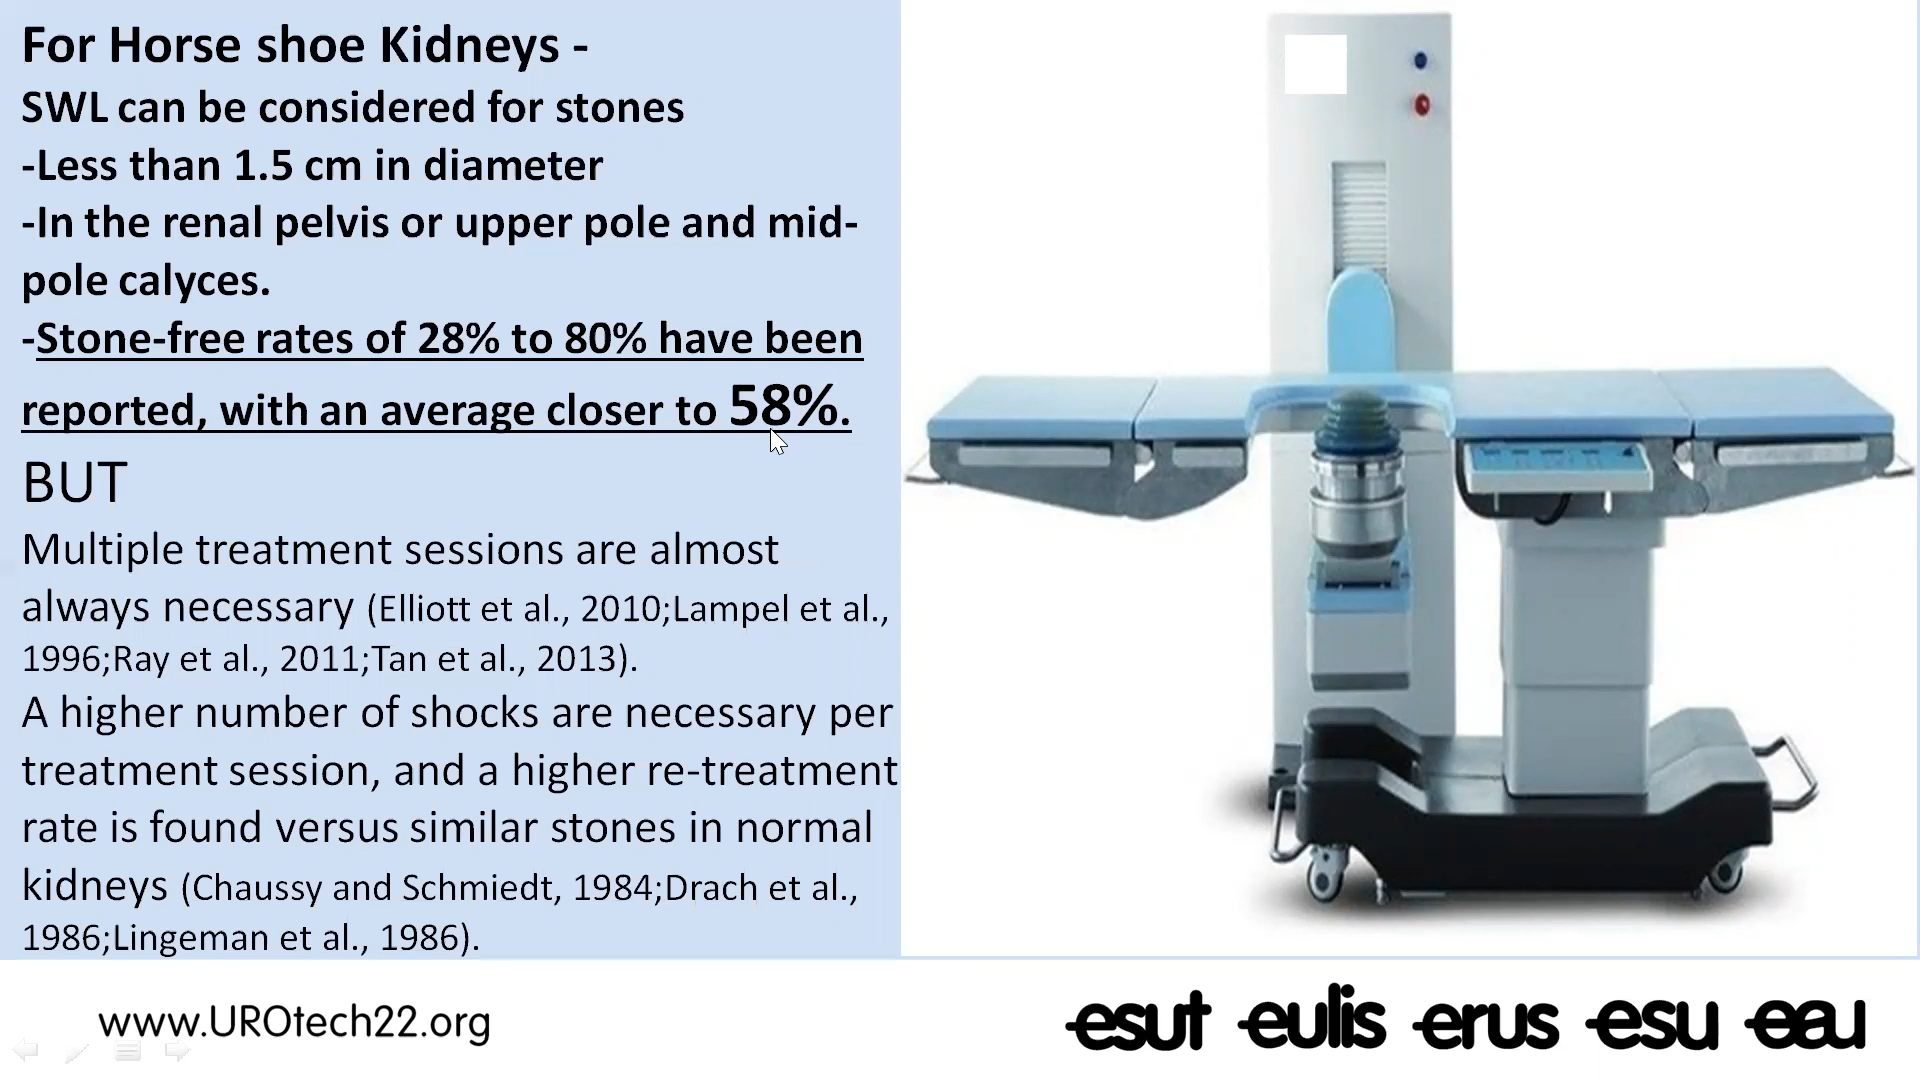 For Horse shoe Kidneys -
SWL can be considered for stones
-Less than 1.5 cm in diameter
-In the renal pelvis or upper pole and mid-
pole calyces.
-Stone-free rates of 28% to 80% have been
reported, with an average closer to 58%.
BUT
Multiple treatment sessions are almost
always necessary (Elliott et al., 2010;Lampel et al.,
1996;Ray et al., 2011;Tan et al., 2013).
A higher number of shocks are necessary per
treatment session, and a higher re-treatment
rate is found versus similar stones in normal
kidneys (Chaussy and Schmiedt, 1984;Drach et al.,
1986;Lingeman et al., 1986).
www.UROtech22.org
esut eulis erus esu eau